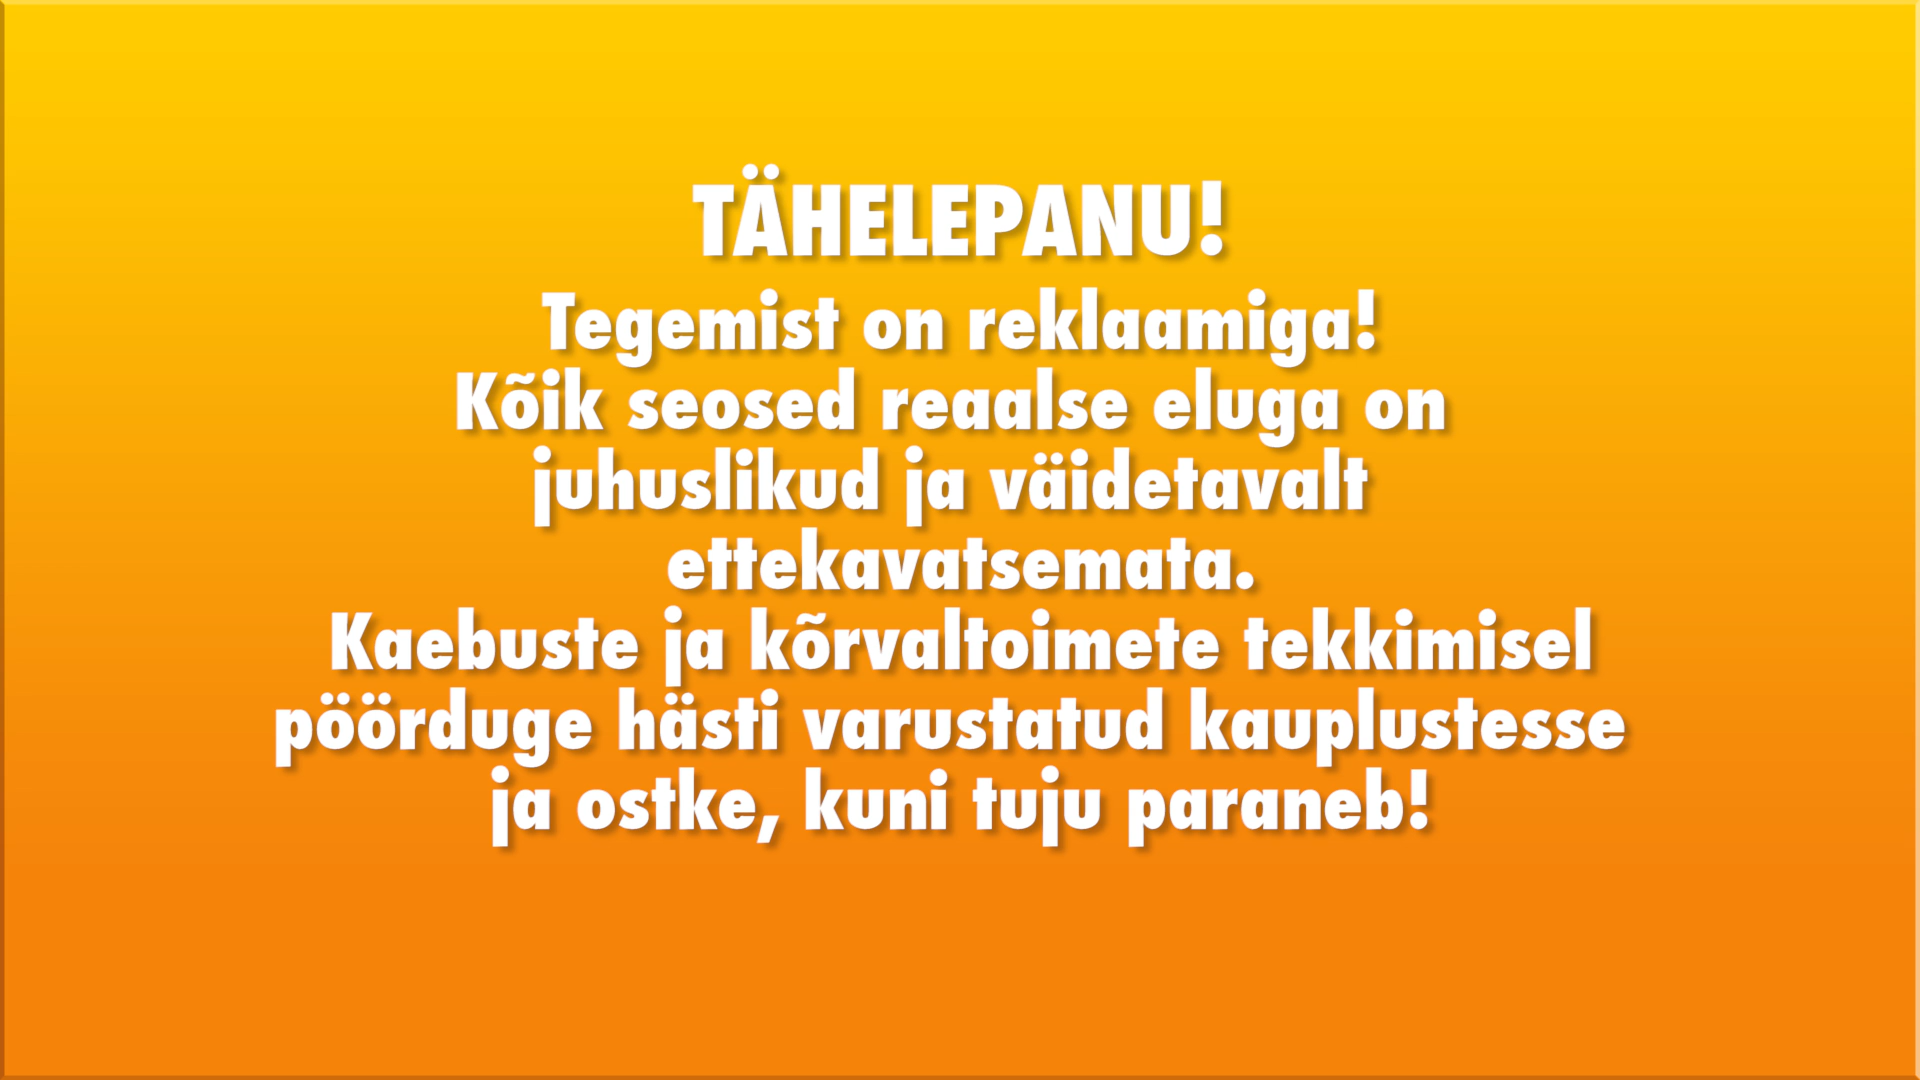 TÄHELEPANU!
Tegemist on reklaamiga!
Kõik seosed reaalse eluga on
juhuslikud ja väidetavalt
ettekavatsemata.
Kaebuste ja kõrvaltoimete tekkimisel
pöörduge hästi varustatud kauplustesse
ja ostke, kuni tuju paraneb!